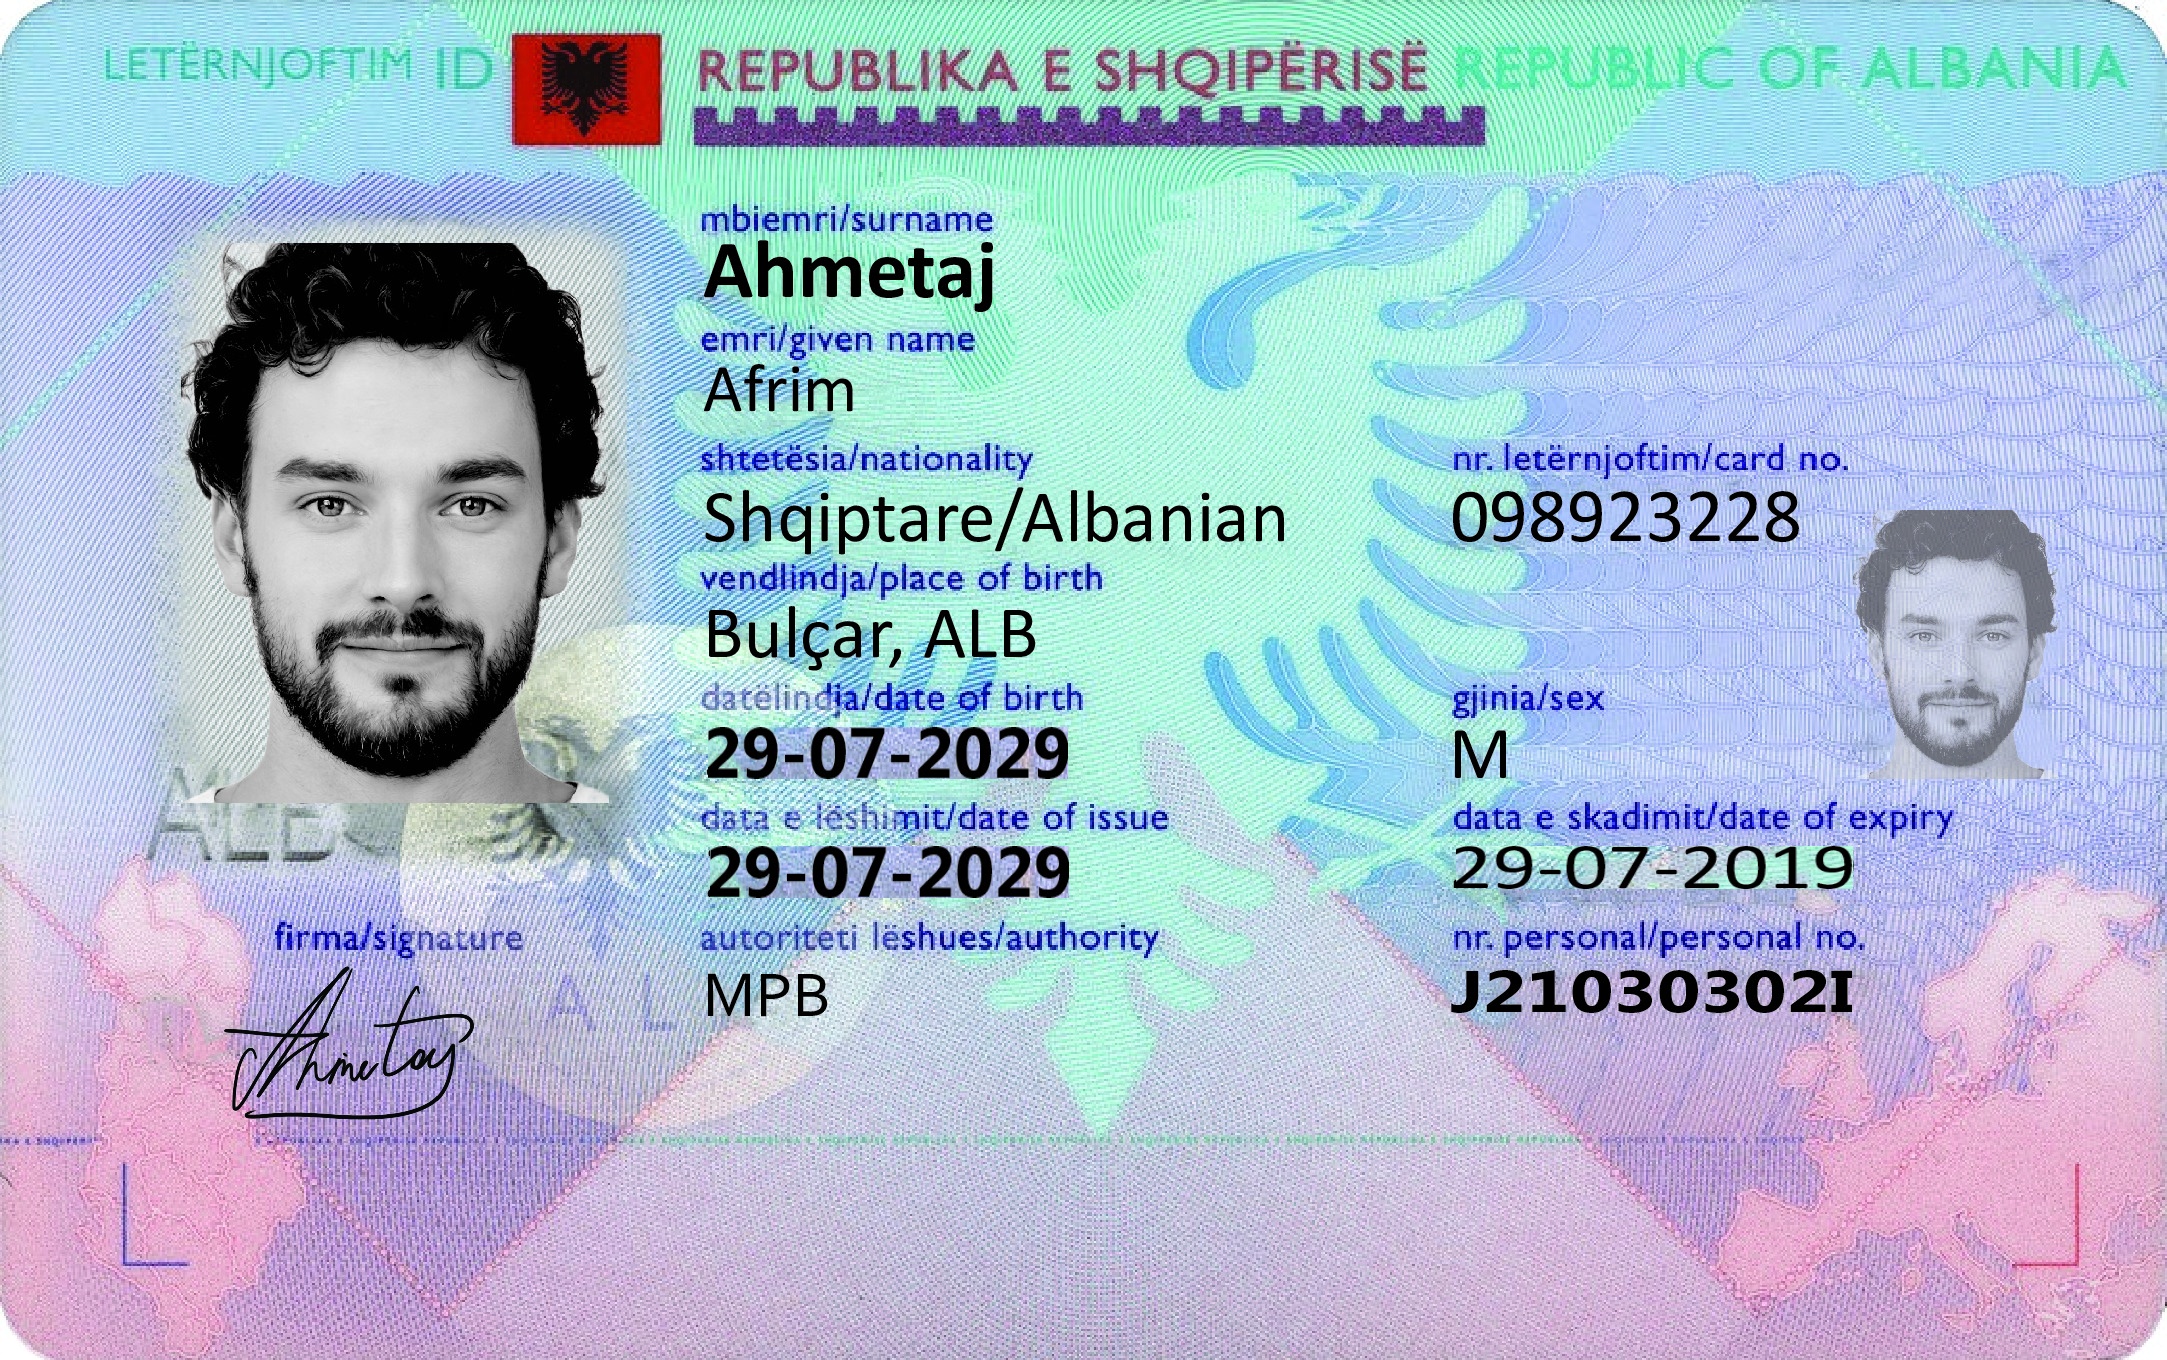 LETËRNJOFTIM ID REPUBLIKA E SHQIPËRISË REPUBLIC OF ALBANIA
mbiemri/surname
Ahmetaj
emri/given name
Afrim
shtetësia/nationality nr. letërnjoftim/card no.
Shqiptare/Albanian 098923228
vendlindja/place of birth
Bulçar, ALB
datëlindja/date of birth gjinia/sex
29-07-2029 M
data e lëshimit/date of issue data e skadimit/date of expiry
ALB
29-07-2029 29-07-2019
firma/signature autoriteti lëshues/authority nr. personal/personal no.
A L
MPB J21030302I
Ahmetaj